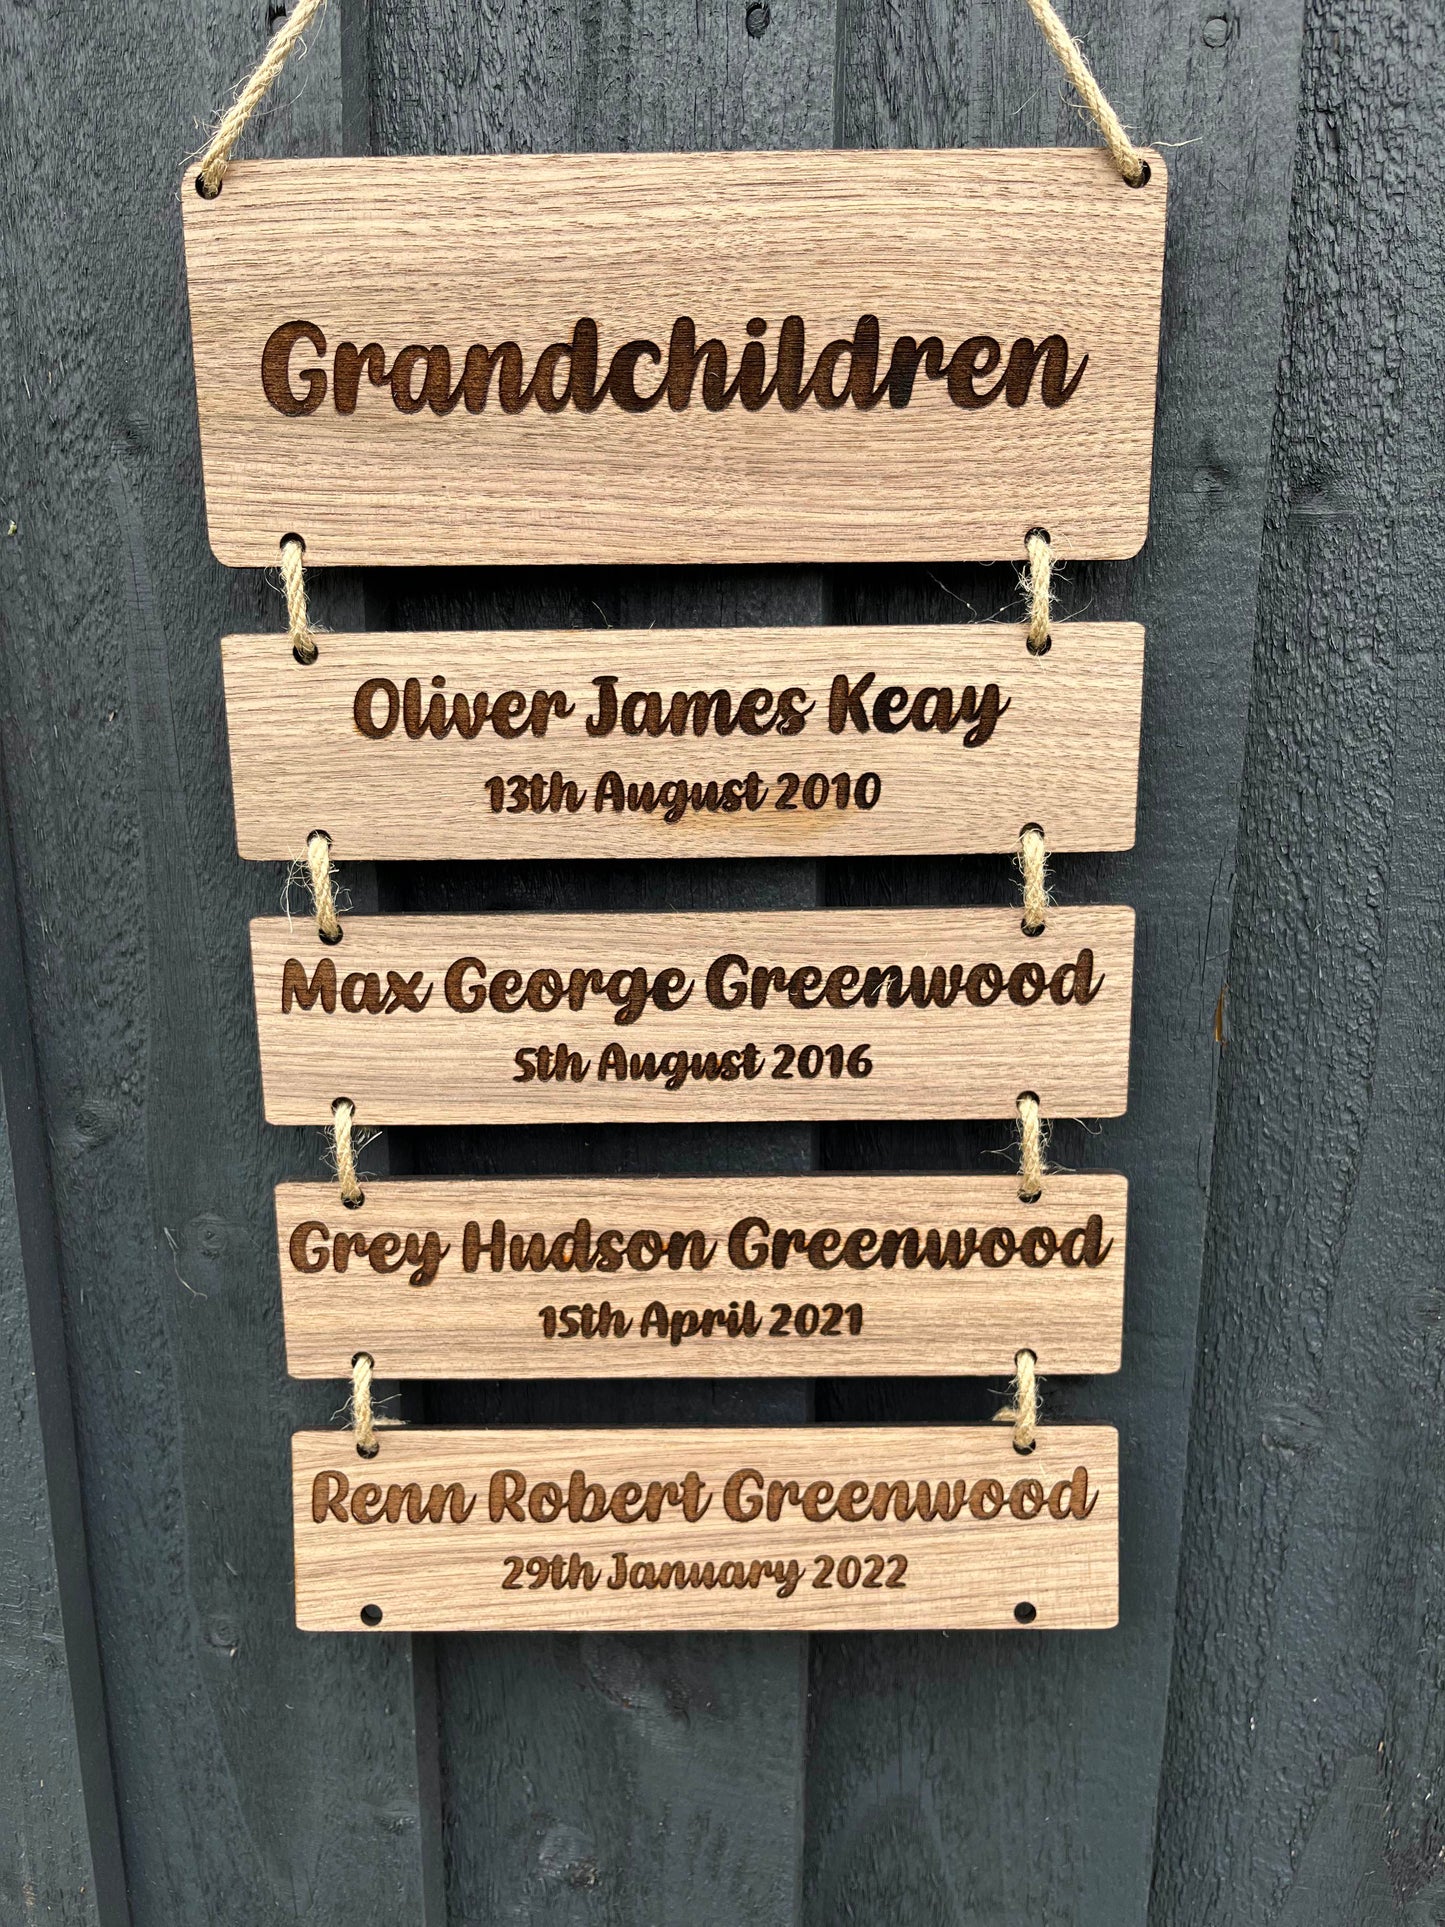 Grandchildren
Oliver James Keay
13th August 2010
Max George Greenwood
5th August 2016
Grey Hudson Greenwood
15th April 2021
Renn Robert Greenwood
29th January 2022